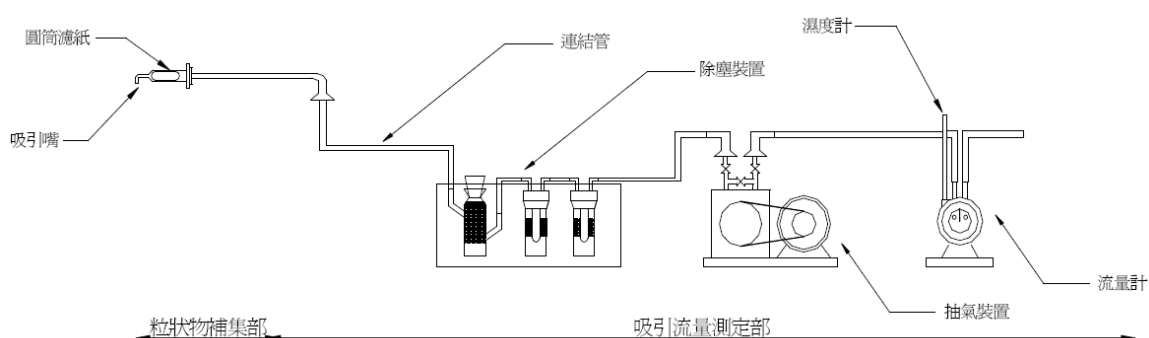 濕度計
圓筒濾紙
連結管
除塵裝置
吸引嘴
流量計
抽氣裝置
粒狀物補集部
吸引流量測定部